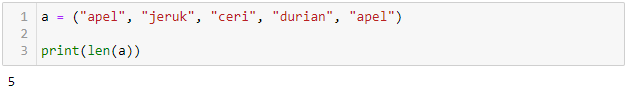 1 a = ("apel", "jeruk", "ceri", "durian", "apel")
2
3 print(len(a))
5